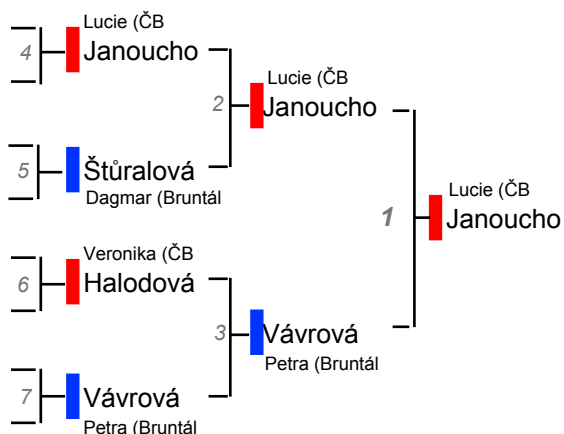 Lucie (ČB
4 Janoucho
5 Štůralová
Dagmar (Bruntál
Veronika (ČB
6 Halodová
7 Vávrová
Petra (Bruntál
Lucie (ČB
2 Janoucho
3 Vávrová
Petra (Bruntál
Lucie (ČB
1 Janoucho